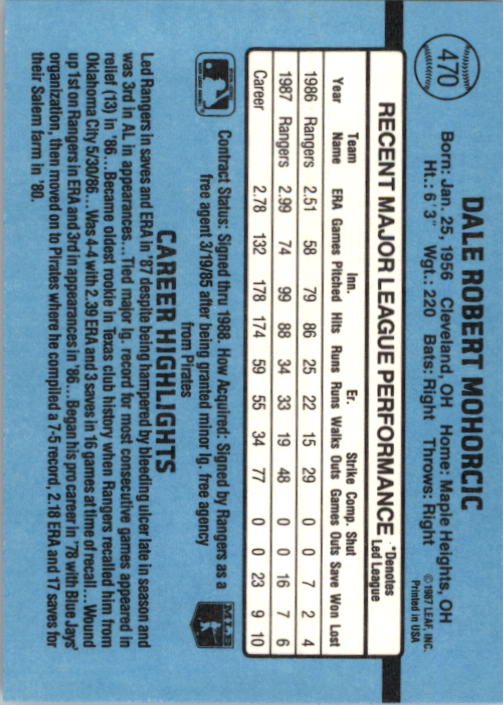 470
DALE ROBERT MOHORCIC
Born: Jan. 25, 1956 Cleveland, OH Home: Maple Heights, OH
Ht.: 6' 3" Wgt.: 220 Bats: Right Throws: Right
©1987 LEAF, INC.
Printed in USA
RECENT MAJOR LEAGUE PERFORMANCE
*Denotes
Led League
Team Inn. Er. Strike Comp. Shut
Year Name ERA Games Pitched Hits Runs Runs Walks Outs Games Outs Save Won Lost
1986 Rangers 2.51 58 79 86 25 22 15 29 0 0 7 2 4
1987 Rangers 2.99 74 99 88 34 33 19 48 0 0 16 7 6
Career 2.78 132 178 174 59 55 34 77 0 0 23 9 10
Contract Status: Signed thru 1988. How Acquired: Signed by Rangers as a
free agent 3/19/85 after being granted minor lg. free agency
from Pirates
MLB
CAREER HIGHLIGHTS
Led Rangers in saves and ERA in '87 despite being hampered by bleeding ulcer late in season and
was 3rd in AL in appearances...Tied major lg. record for most consecutive games appeared in
relief (13) in '86...Became oldest rookie in Texas club history when Rangers recalled him from
Oklahoma City 5/30/86...Was 4-4 with 2.39 ERA and 3 saves in 16 games at time of recall...Wound
up 1st on Rangers in ERA and 3rd in appearances in '86...Began his pro career in '78 with Blue Jays'
organization, then moved on to Pirates where he compiled a 7-5 record, 2.18 ERA and 17 saves for
their Salem farm in '80.